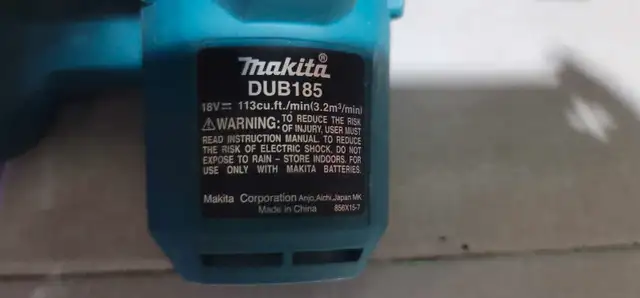 makita®
DUB185
18V⎓ 113cu.ft./min(3.2m³/min)
⚠WARNING: TO REDUCE THE RISK
OF INJURY, USER MUST
READ INSTRUCTION MANUAL. TO REDUCE
THE RISK OF ELECTRIC SHOCK, DO NOT
EXPOSE TO RAIN – STORE INDOORS. FOR
USE ONLY WITH MAKITA BATTERIES.
Makita Corporation Anjo,Aichi,Japan MK
Made in China 856X15-7